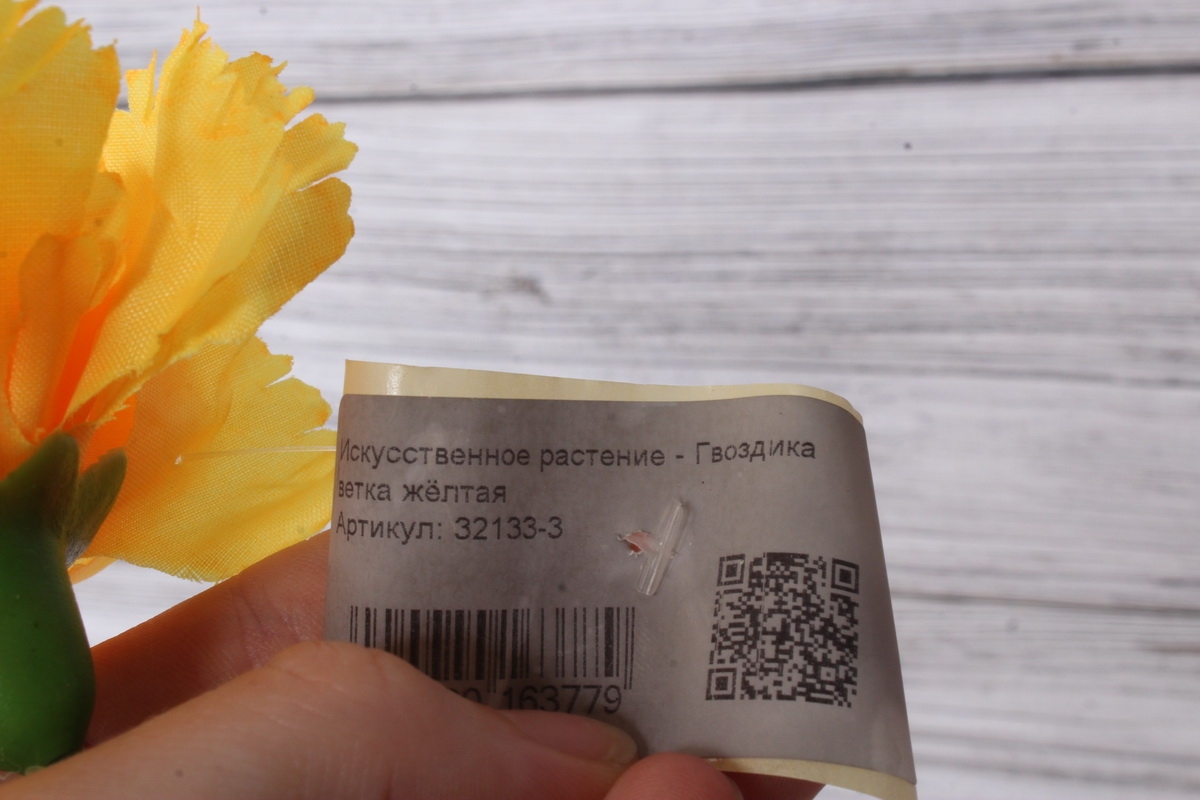 Искусственное растение - Гвоздика
ветка жёлтая
Артикул: 32133-3
163779